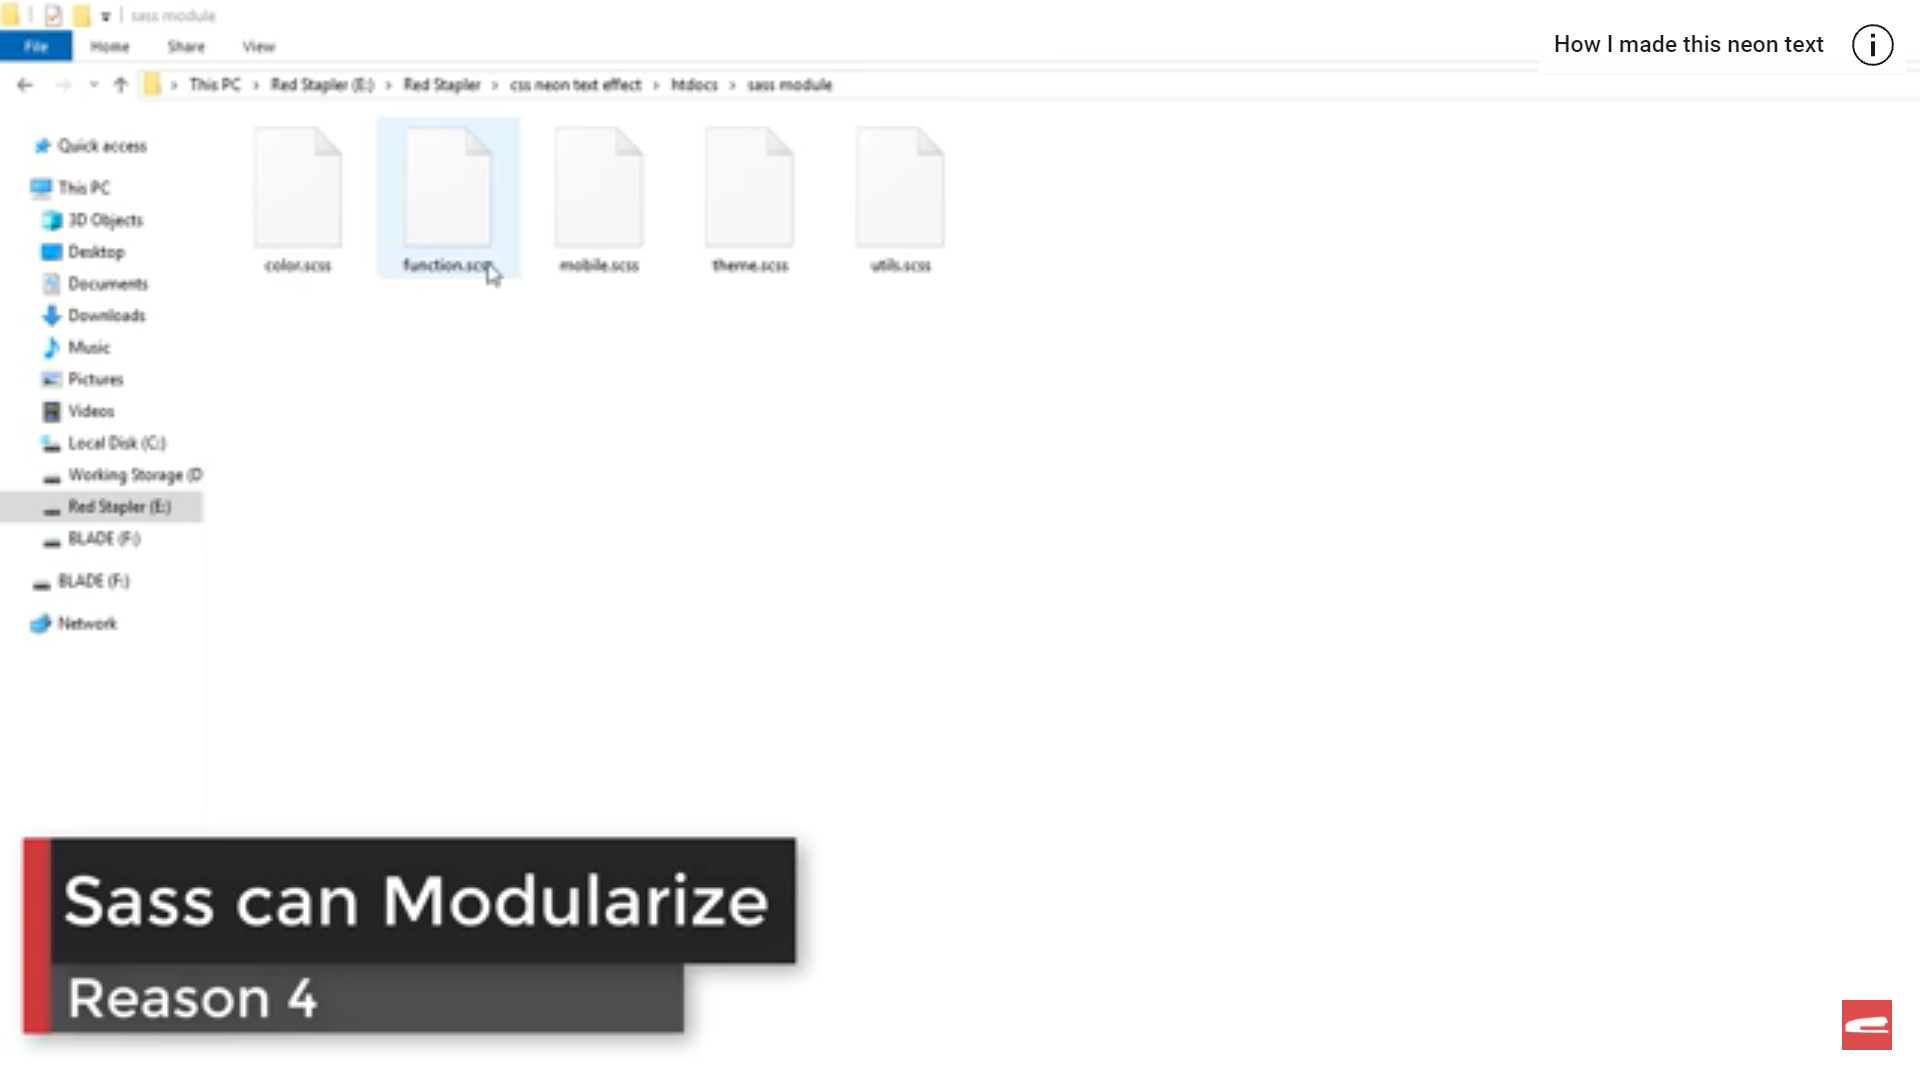 sass module
How I made this neon text
File Home Share View
This PC > Red Stapler (E:) > Red Stapler > css neon text effect > htdocs > sass module
Quick access
This PC
3D Objects
Desktop
Documents
Downloads
Music
Pictures
Videos
Local Disk (C:)
Working Storage (D
Red Stapler (E:)
BLADE (F:)
BLADE (F:)
Network
color.scss
function.scss
mobile.scss
theme.scss
utils.scss
Sass can Modularize
Reason 4